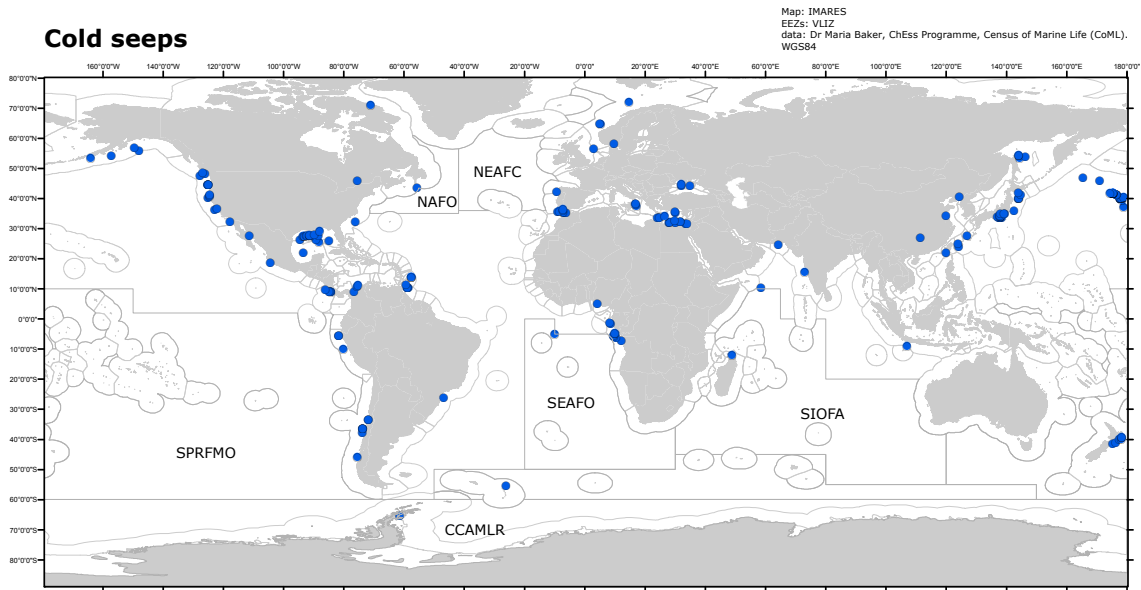 Map: IMARES
EEZs: VLIZ
data: Dr Maria Baker, ChEss Programme, Census of Marine Life (CoML).
WGS84
Cold seeps
160°0'0"W 140°0'0"W 120°0'0"W 100°0'0"W 80°0'0"W 60°0'0"W 40°0'0"W 20°0'0"W 0°0'0" 20°0'0"E 40°0'0"E 60°0'0"E 80°0'0"E 100°0'0"E 120°0'0"E 140°0'0"E 160°0'0"E 180°0'0"
80°0'0"N
70°0'0"N
60°0'0"N
50°0'0"N
NEAFC
NAFO
40°0'0"N
30°0'0"N
20°0'0"N
10°0'0"N
0°0'0"
10°0'0"S
20°0'0"S
SEAFO
30°0'0"S
SIOFA
40°0'0"S
SPRFMO
50°0'0"S
60°0'0"S
CCAMLR
70°0'0"S
80°0'0"S